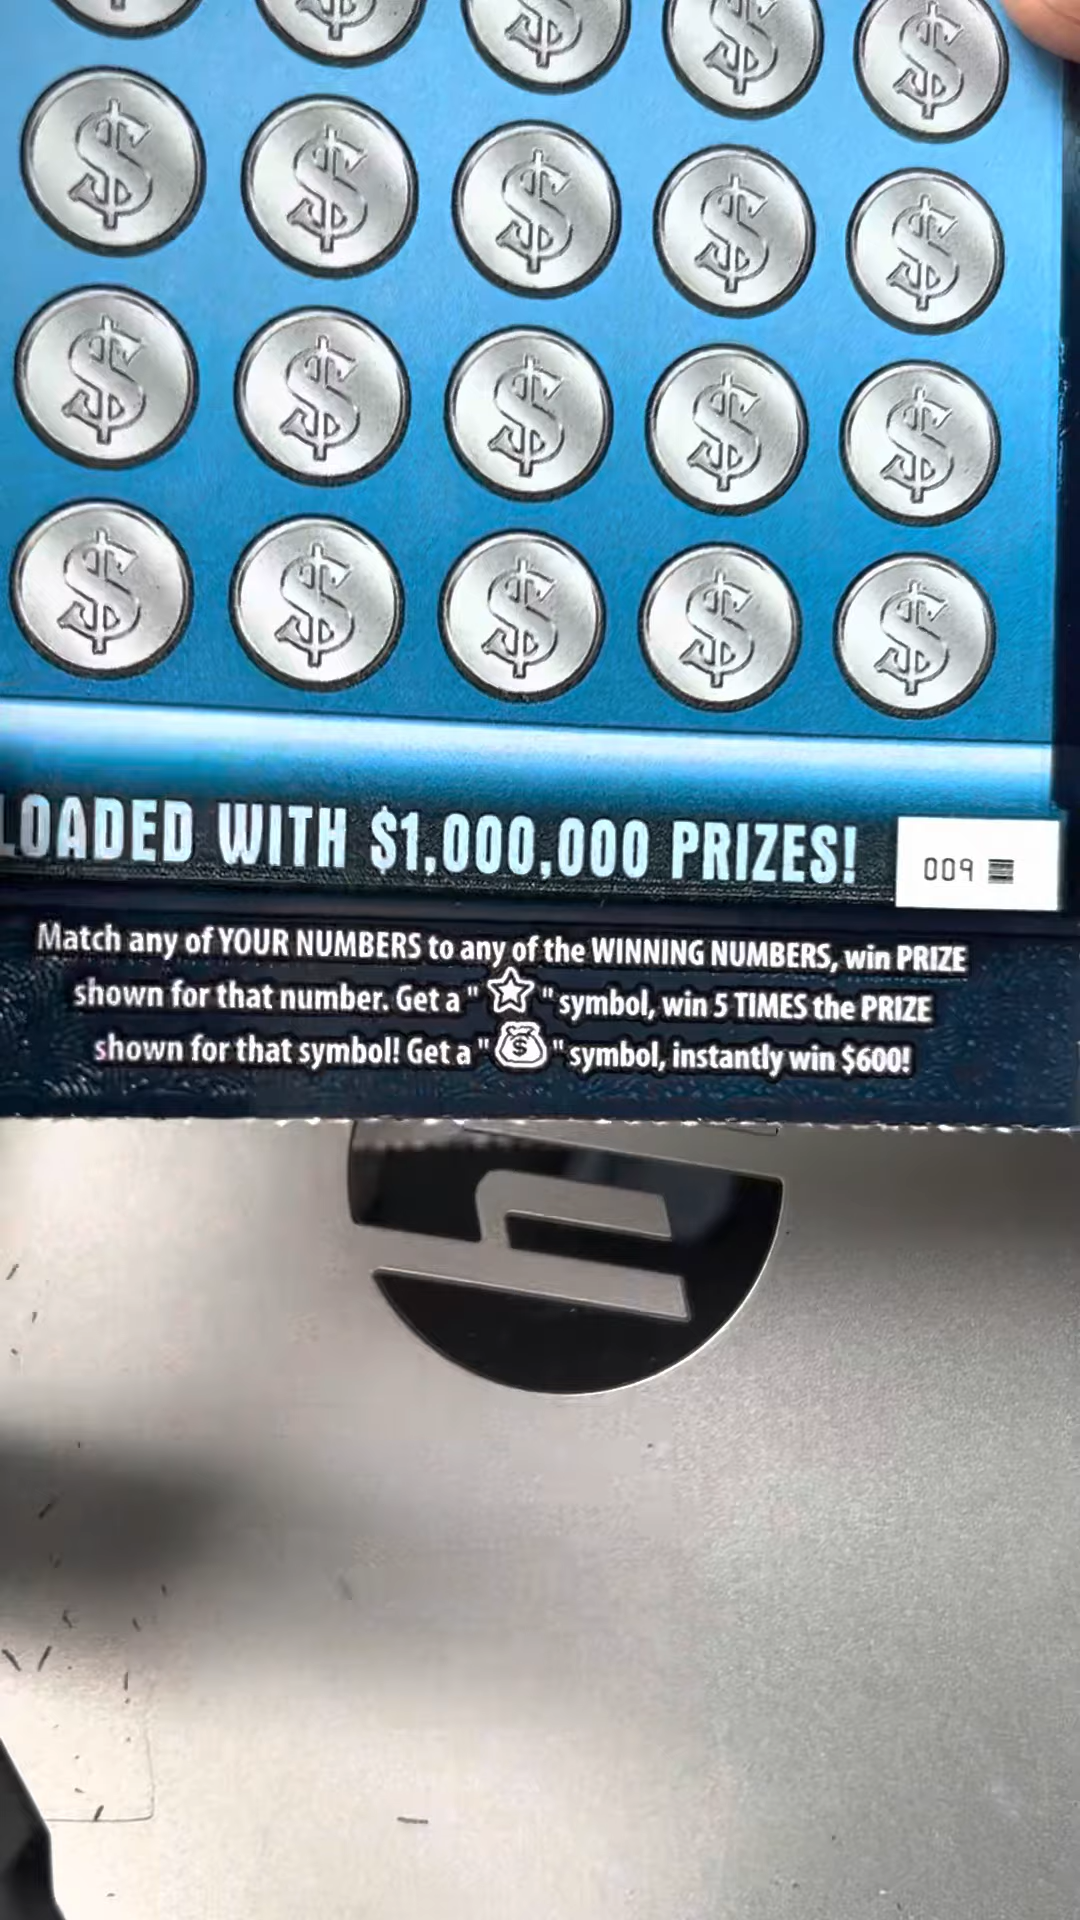 LOADED WITH $1,000,000 PRIZES!
009
Match any of YOUR NUMBERS to any of the WINNING NUMBERS, win PRIZE
shown for that number. Get a " " symbol, win 5 TIMES the PRIZE
shown for that symbol! Get a "$" symbol, instantly win $600!